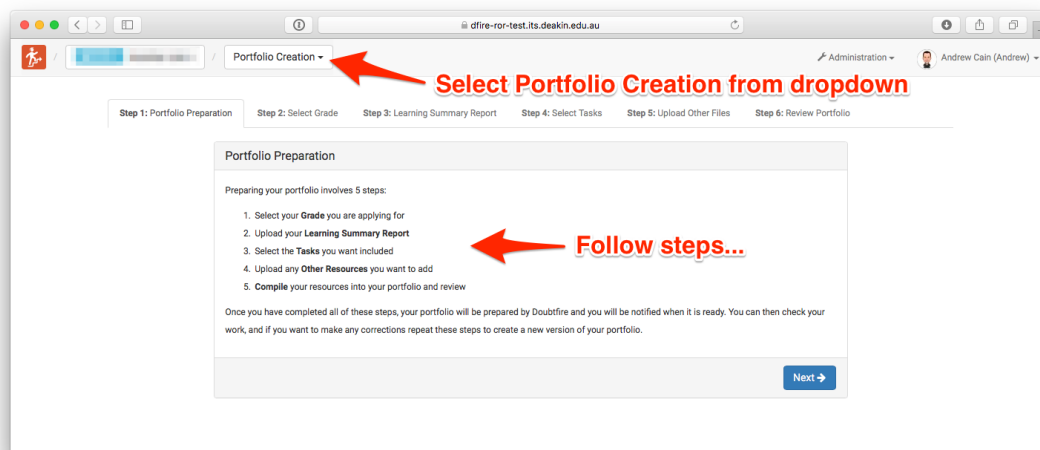 dfire-ror-test.its.deakin.edu.au
/ / Portfolio Creation Administration Andrew Cain (Andrew)
Select Portfolio Creation from dropdown
Step 1: Portfolio Preparation Step 2: Select Grade Step 3: Learning Summary Report Step 4: Select Tasks Step 5: Upload Other Files Step 6: Review Portfolio
Portfolio Preparation
Preparing your portfolio involves 5 steps:
1. Select your Grade you are applying for
2. Upload your Learning Summary Report
3. Select the Tasks you want included
Follow steps...
4. Upload any Other Resources you want to add
5. Compile your resources into your portfolio and review
Once you have completed all of these steps, your portfolio will be prepared by Doubtfire and you will be notified when it is ready. You can then check your
work, and if you want to make any corrections repeat these steps to create a new version of your portfolio.
Next